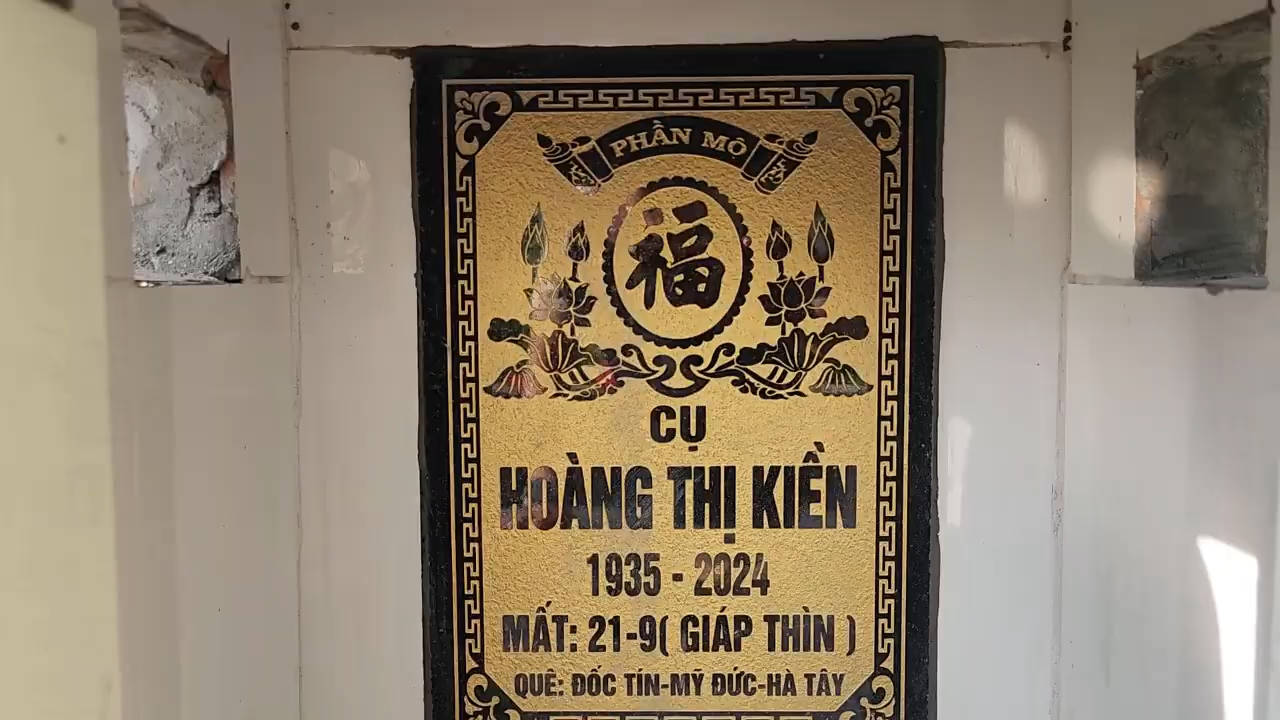 PHẦN MỘ
福
CỤ
HOÀNG THỊ KIỀN
1935 - 2024
MẤT: 21-9( GIÁP THÌN )
QUÊ: ĐỐC TÍN-MỸ ĐỨC-HÀ TÂY